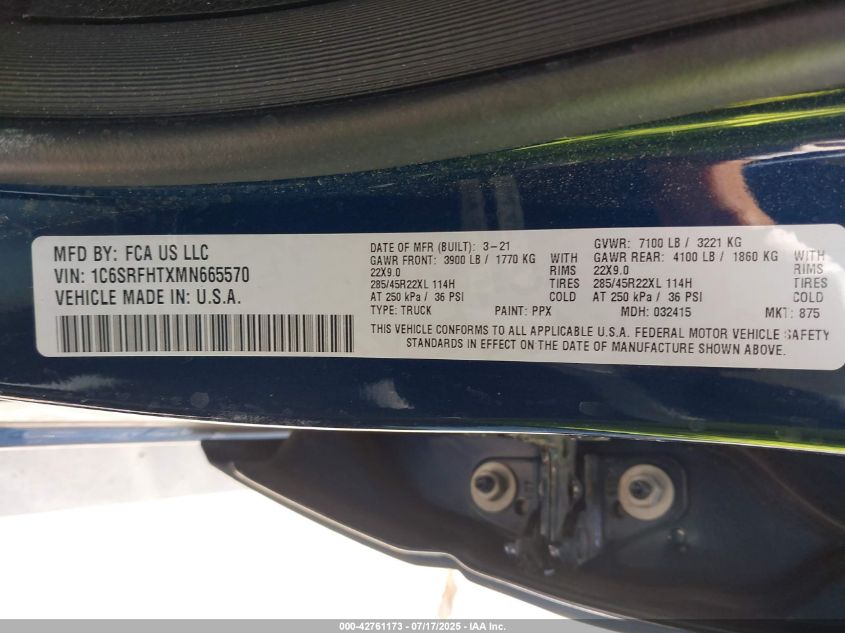 MFD BY: FCA US LLC
VIN: 1C6SRFHTXMN665570
VEHICLE MADE IN: U.S.A.
DATE OF MFR (BUILT): 3-21 GVWR: 7100 LB / 3221 KG
GAWR FRONT: 3900 LB / 1770 KG WITH GAWR REAR: 4100 LB / 1860 KG WITH
22X9.0 RIMS 22X9.0 RIMS
285/45R22XL 114H TIRES 285/45R22XL 114H TIRES
AT 250 kPa / 36 PSI COLD AT 250 kPa / 36 PSI COLD
TYPE: TRUCK PAINT: PPX MDH: 032415 MKT: 875
THIS VEHICLE CONFORMS TO ALL APPLICABLE U.S.A. FEDERAL MOTOR VEHICLE SAFETY
STANDARDS IN EFFECT ON THE DATE OF MANUFACTURE SHOWN ABOVE.
000-42761173 - 07/17/2025 - © IAA Inc.